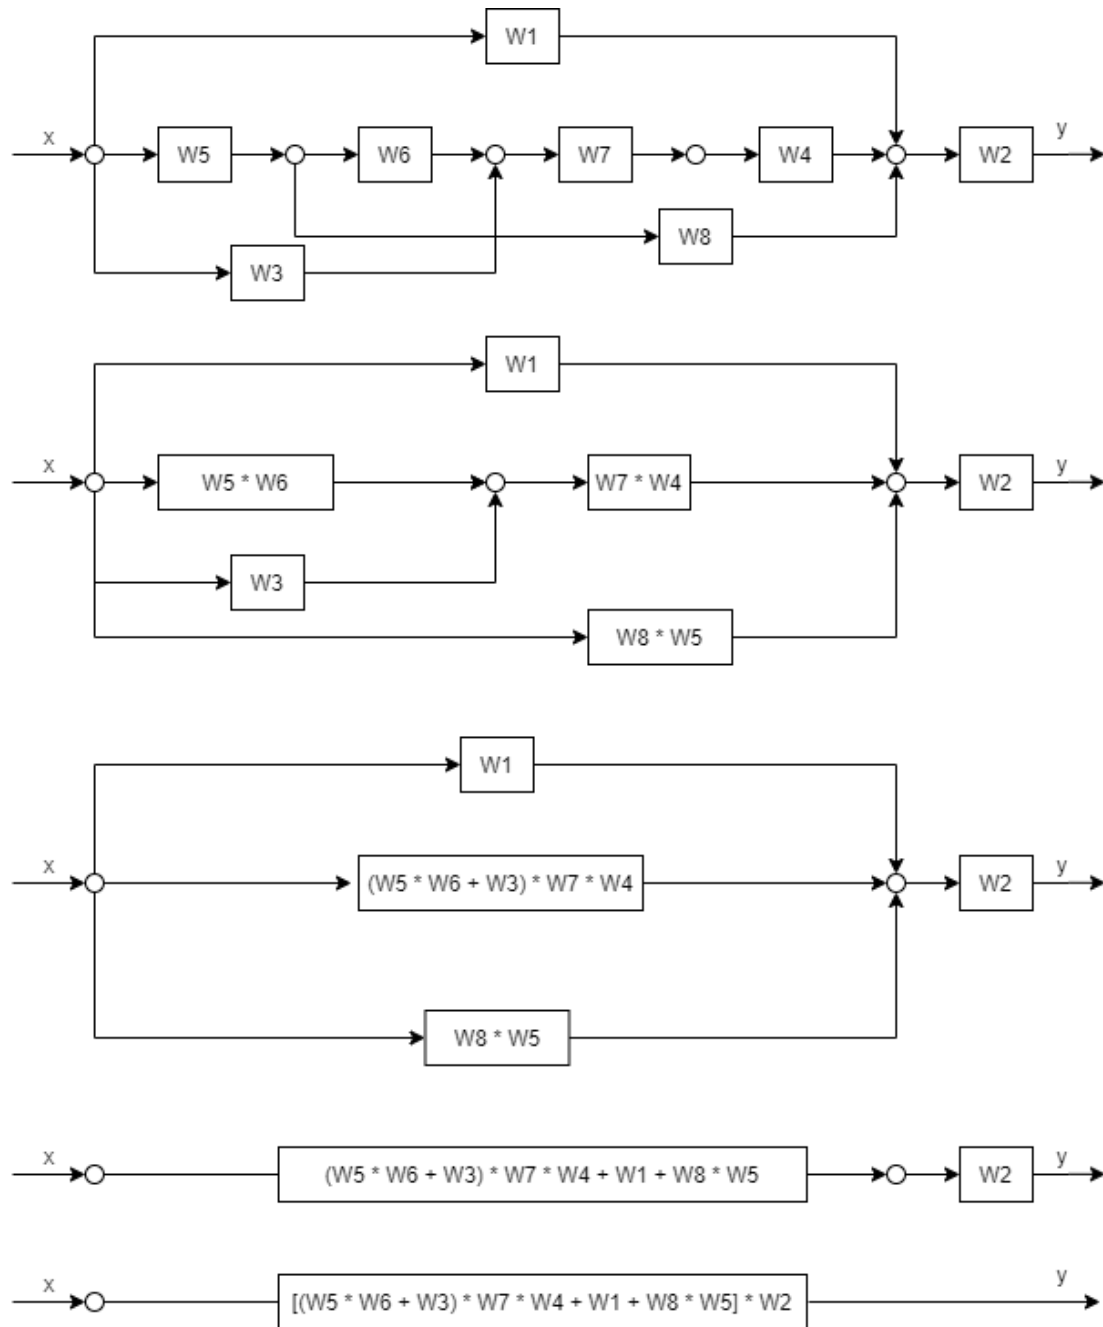 W1
x W5 W6 W7 W4 W2 y
W8
W3
W1
x W5 * W6 W7 * W4 W2 y
W3
W8 * W5
W1
x (W5 * W6 + W3) * W7 * W4 W2 y
W8 * W5
x (W5 * W6 + W3) * W7 * W4 + W1 + W8 * W5 W2 y
x [(W5 * W6 + W3) * W7 * W4 + W1 + W8 * W5] * W2 y